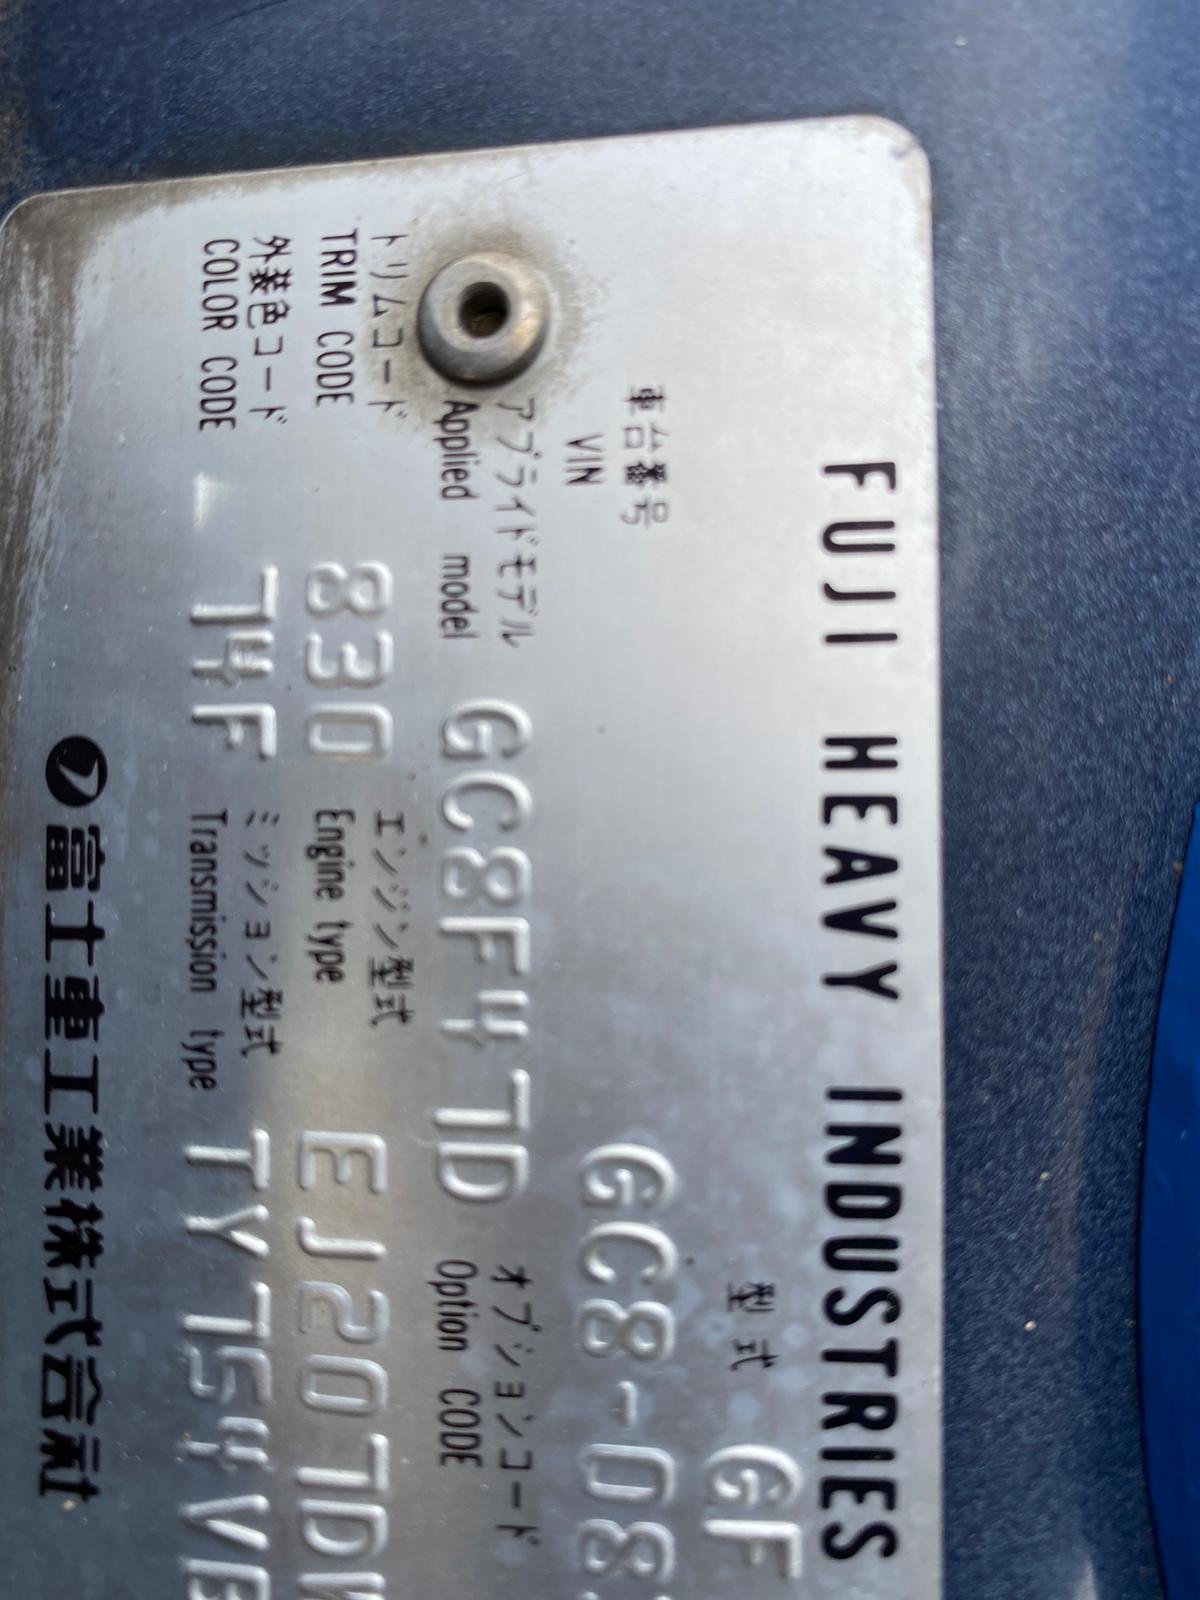 FUJI HEAVY INDUSTRIES
型式 GF
車台番号
VIN
GC8-08
アプライドモデル
Applied model
GC8F47D
オプションコード
Option CODE
トリムコード
TRIM CODE
830
エンジン型式
Engine type
EJ207DW
外装色コード
COLOR CODE
74F
ミッション型式
Transmission type
TY754VB
富士重工業株式会社